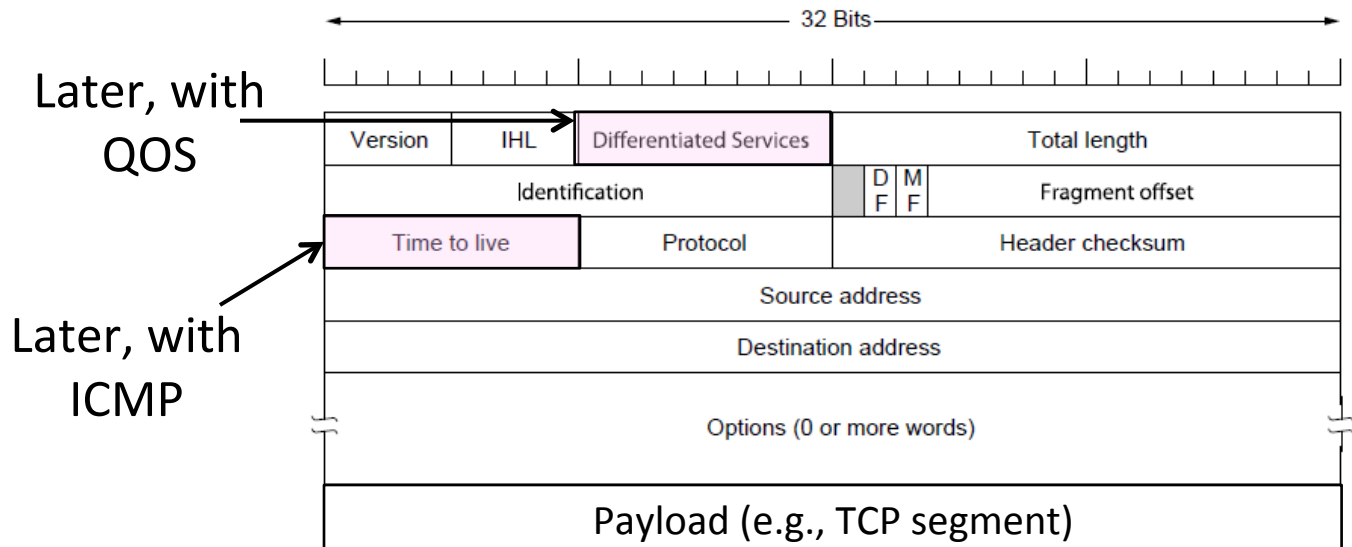 32 Bits
Later, with
QOS
Version IHL Differentiated Services Total length
Identification D F M F Fragment offset
Time to live Protocol Header checksum
Source address
Later, with
ICMP
Destination address
Options (0 or more words)
Payload (e.g., TCP segment)